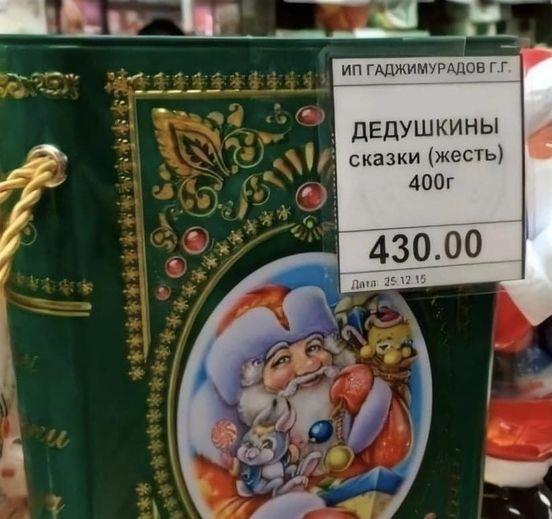 ИП ГАДЖИМУРАДОВ Г.Г.
ДЕДУШКИНЫ
сказки (жесть)
400г
430.00
Дата: 25.12.15